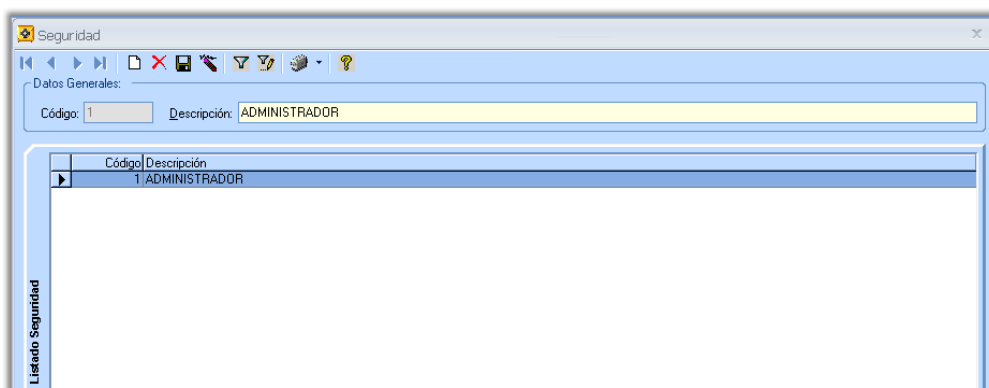 Seguridad
Datos Generales:
Código: 1 Descripción: ADMINISTRADOR
Código Descripción
1 ADMINISTRADOR
Listado Seguridad